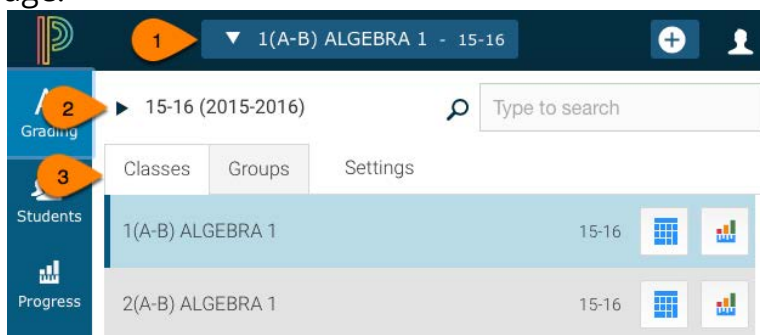 age.
1
1(A-B) ALGEBRA 1 - 15-16
2
15-16 (2015-2016)
Type to search
Grading
3
Classes Groups Settings
Students
1(A-B) ALGEBRA 1 15-16
Progress
2(A-B) ALGEBRA 1 15-16